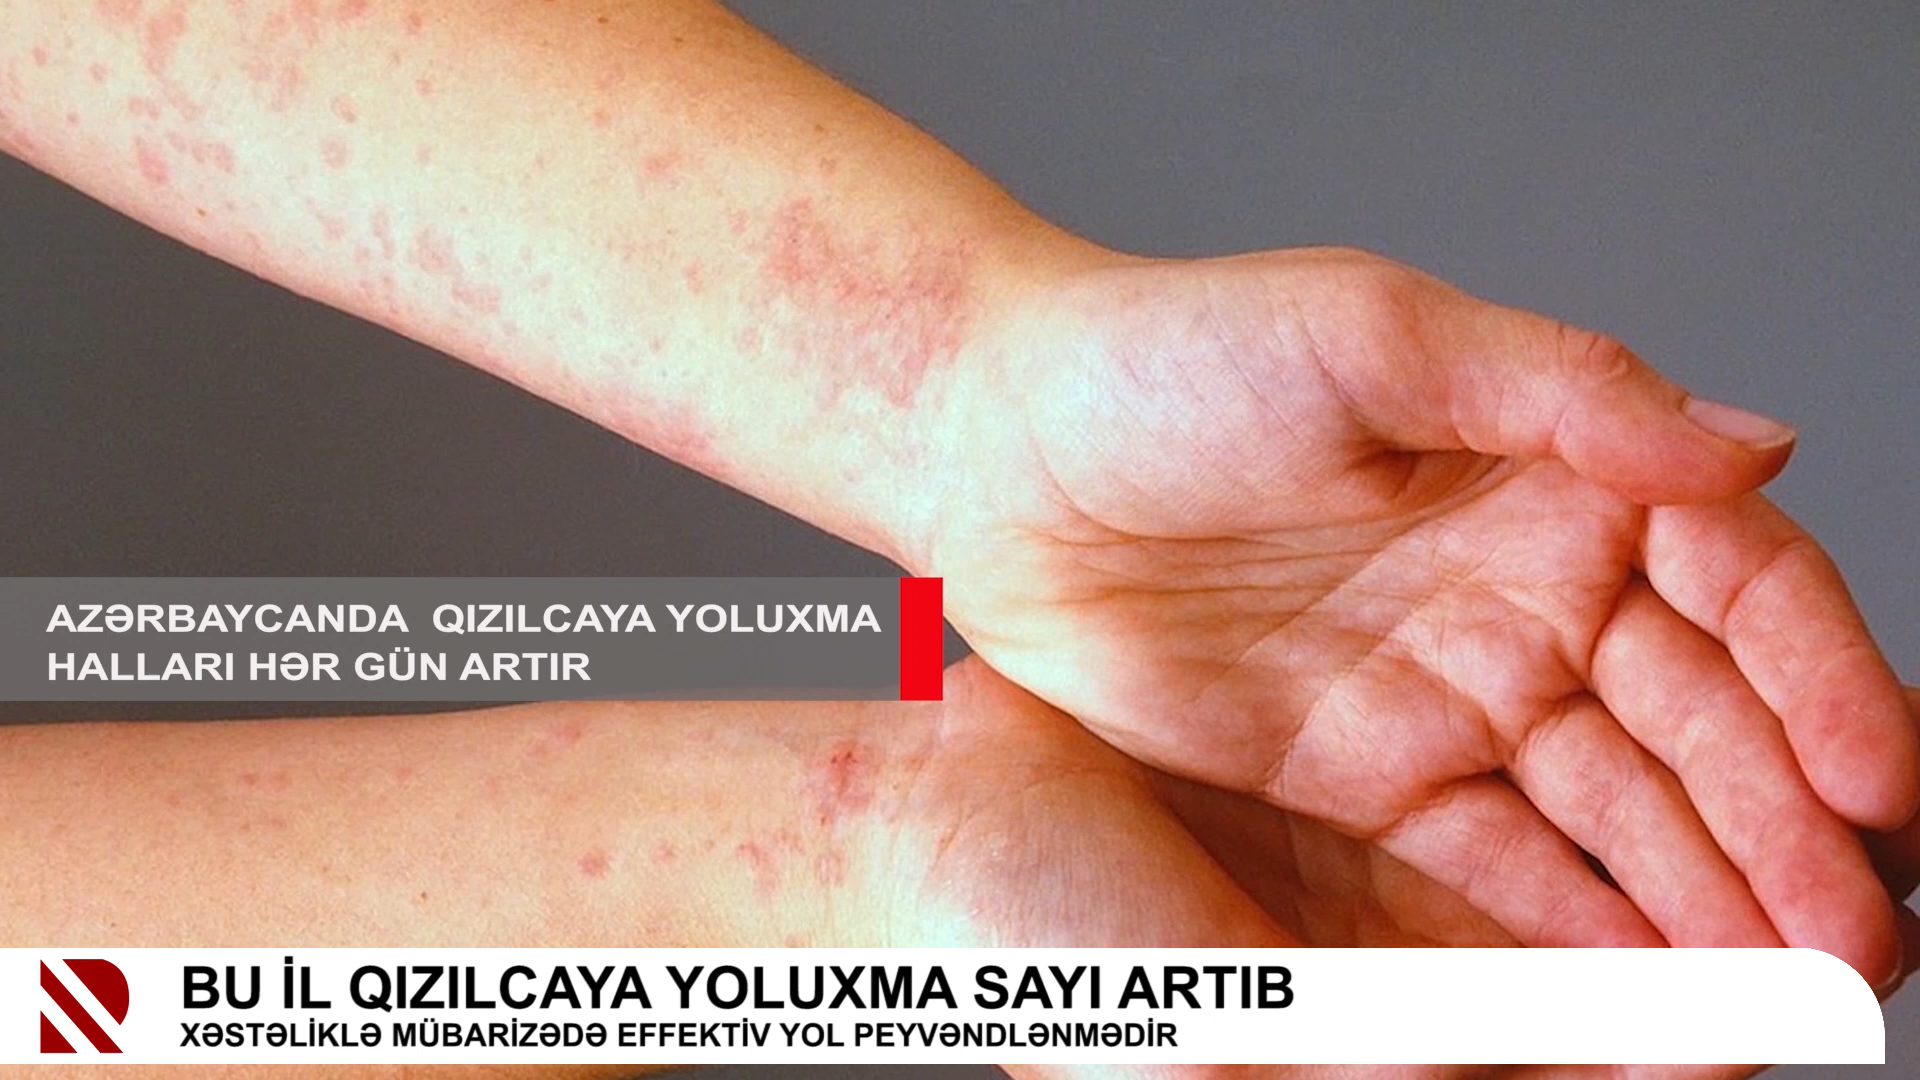 AZƏRBAYCANDA QIZILCAYA YOLUXMA
HALLARI HƏR GÜN ARTIR
BU İL QIZILCAYA YOLUXMA SAYI ARTIB
XƏSTƏLİKLƏ MÜBARİZƏDƏ EFFEKTİV YOL PEYVƏNDLƏNMƏDİR